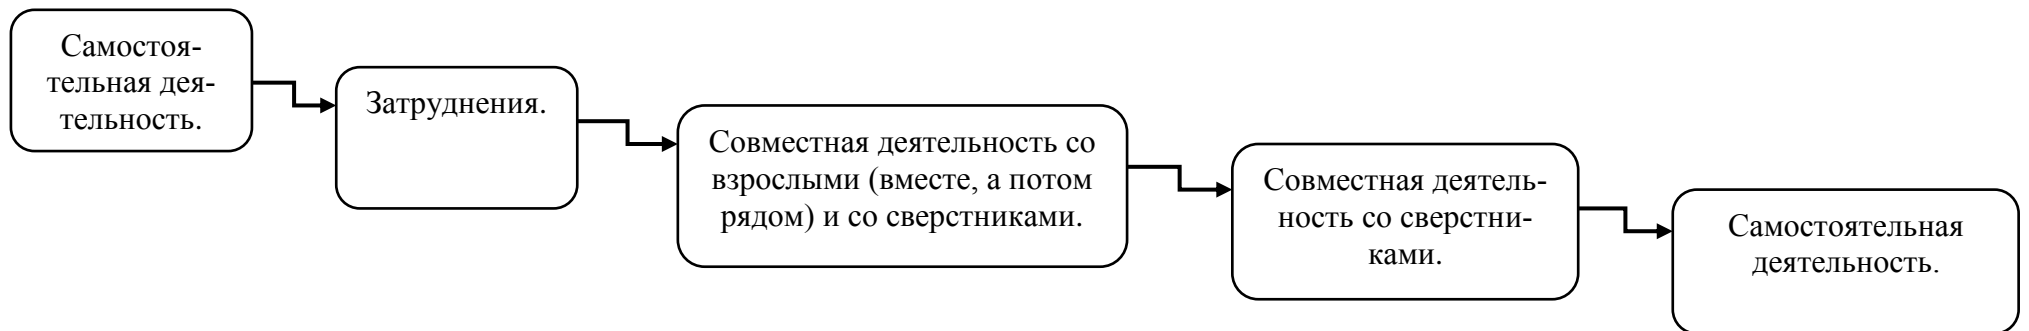 Самостоя-
тельная дея-
тельность.
Затруднения.
Совместная деятельность со
взрослыми (вместе, а потом
рядом) и со сверстниками.
Совместная деятель-
ность со сверстни-
ками.
Самостоятельная
деятельность.